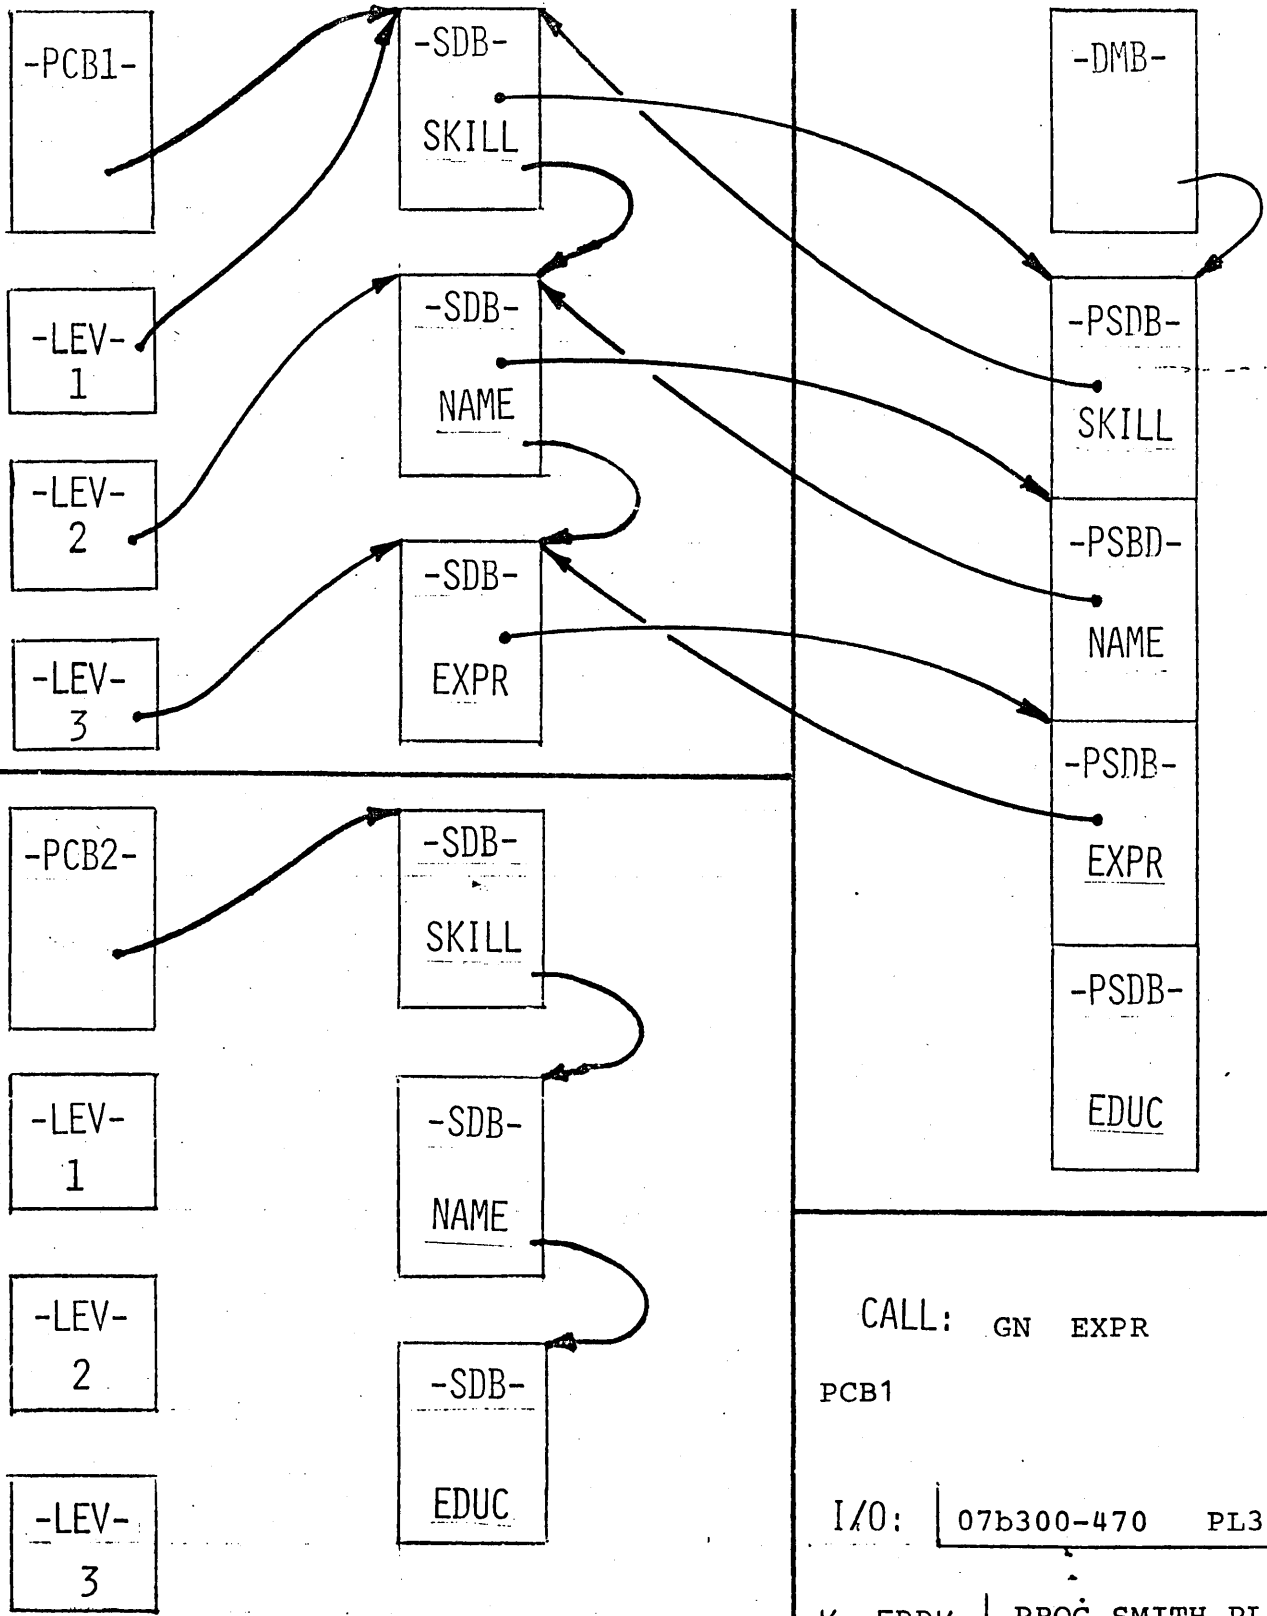 -PCB1-
-LEV-
1
-LEV-
2
-LEV-
3
-SDB-
SKILL
-SDB-
NAME
-SDB-
EXPR
-DMB-
-PSDB-
SKILL
-PSBD-
NAME
-PSDB-
EXPR
-PSDB-
EDUC
-PCB2-
-LEV-
1
-LEV-
2
-LEV-
3
-SDB-
SKILL
-SDB-
NAME
-SDB-
EDUC
CALL: GN EXPR
PCB1
I/O: 07b300-470 PL3
SMITH